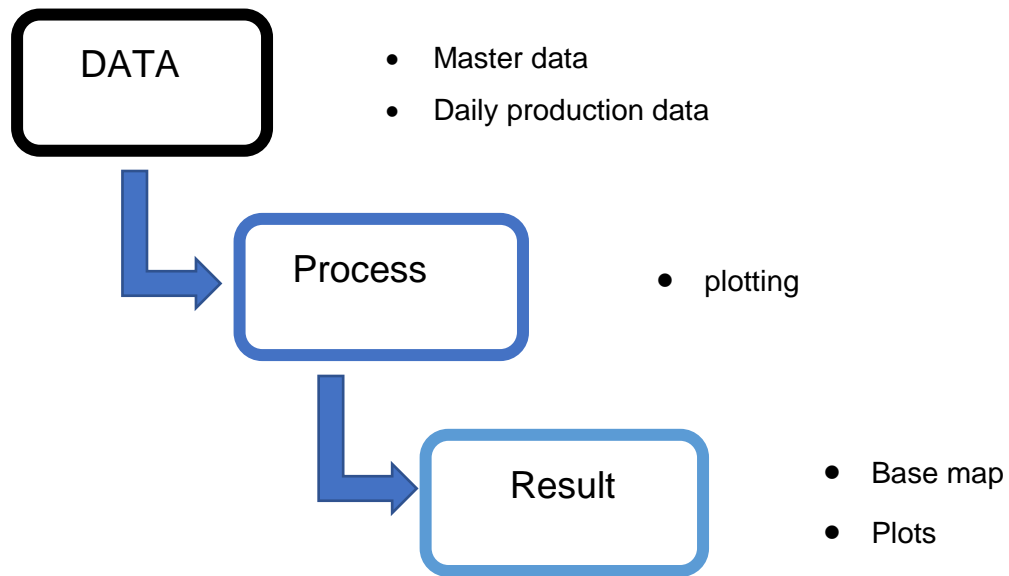 DATA
• Master data
• Daily production data
Process
• plotting
Result
• Base map
• Plots